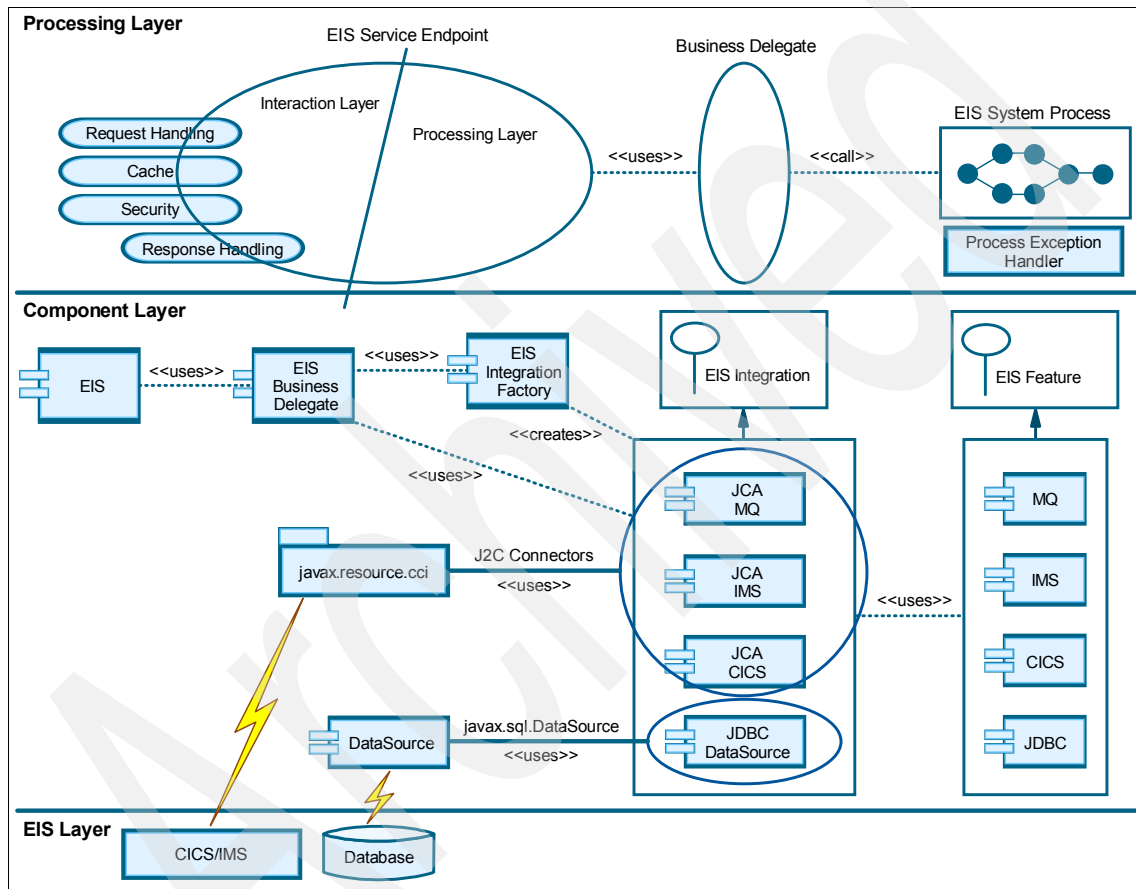 Processing Layer
EIS Service Endpoint
Business Delegate
Interaction Layer
Processing Layer
EIS System Process
Request Handling
Cache
Security
Response Handling
<<uses>>
<<call>>
Process Exception
Handler
Component Layer
EIS
<<uses>>
EIS
Business
Delegate
<<uses>>
EIS
Integration
Factory
EIS Integration
EIS Feature
<<creates>>
<<uses>>
JCA
MQ
MQ
javax.resource.cci
J2C Connectors
<<uses>>
JCA
IMS
<<uses>>
IMS
JCA
CICS
CICS
DataSource
javax.sql.DataSource
<<uses>>
JDBC
DataSource
JDBC
EIS Layer
CICS/IMS
Database
Archived